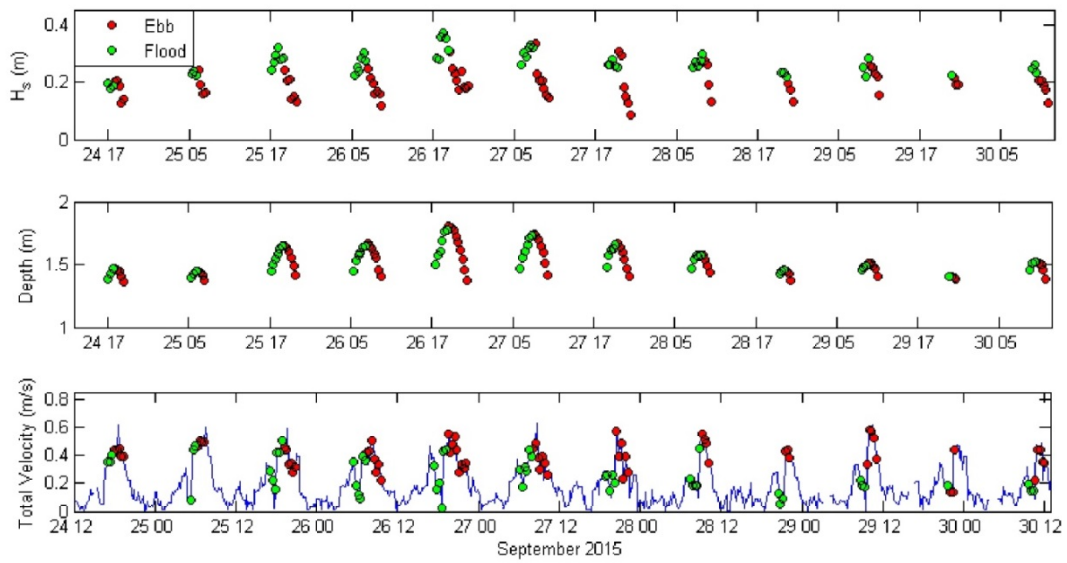 0.4
Ebb
Flood
0.2
0
Hs (m)
24 17 25 05 25 17 26 05 26 17 27 05 27 17 28 05 28 17 29 05 29 17 30 05
2
1.5
1
Depth (m)
24 17 25 05 25 17 26 05 26 17 27 05 27 17 28 05 28 17 29 05 29 17 30 05
0.8
0.6
0.4
0.2
0
Total Velocity (m/s)
24 12 25 00 25 12 26 00 26 12 27 00 27 12 28 00 28 12 29 00 29 12 30 00 30 12
September 2015